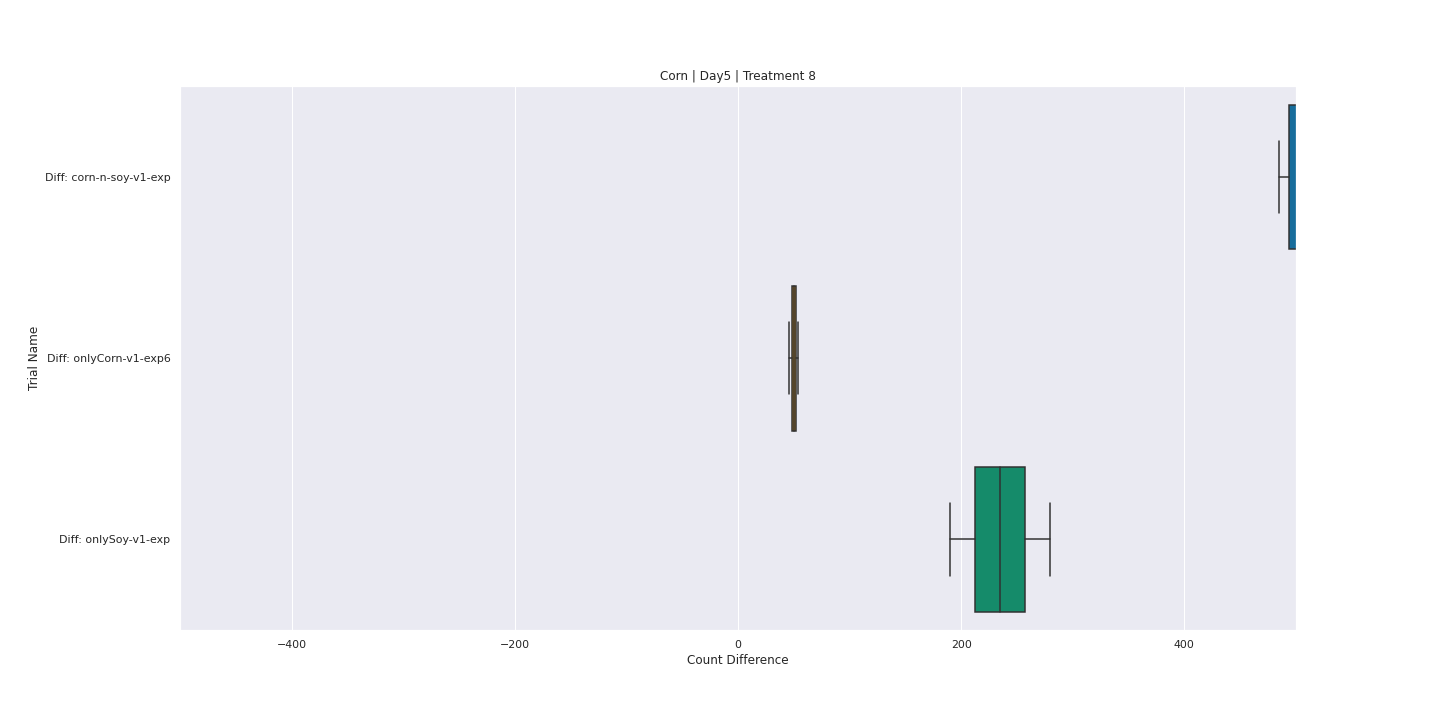 Corn | Day5 | Treatment 8
Diff: corn-n-soy-v1-exp
Diff: onlyCorn-v1-exp6
Diff: onlySoy-v1-exp
Trial Name
−400
−200
0
200
400
Count Difference